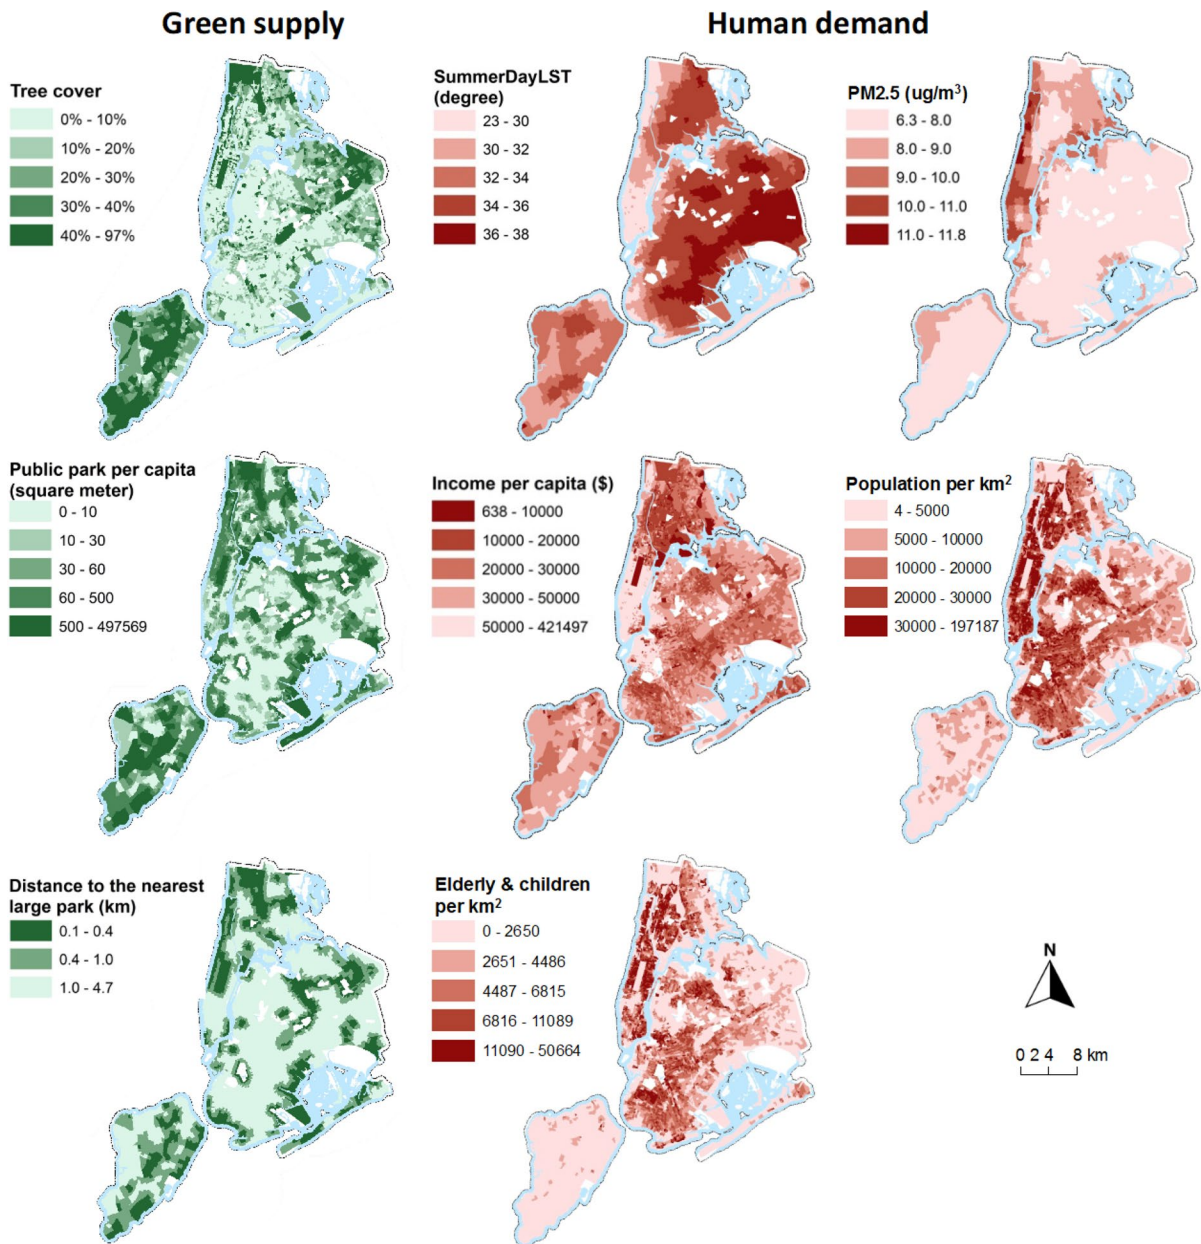 Green supply
Human demand
Tree cover
0% - 10%
10% - 20%
20% - 30%
30% - 40%
40% - 97%
SummerDayLST
(degree)
23 - 30
30 - 32
32 - 34
34 - 36
36 - 38
PM2.5 (ug/m³)
6.3 - 8.0
8.0 - 9.0
9.0 - 10.0
10.0 - 11.0
11.0 - 11.8
Public park per capita
(square meter)
0 - 10
10 - 30
30 - 60
60 - 500
500 - 497569
Income per capita ($)
638 - 10000
10000 - 20000
20000 - 30000
30000 - 50000
50000 - 421497
Population per km²
4 - 5000
5000 - 10000
10000 - 20000
20000 - 30000
30000 - 197187
Distance to the nearest
large park (km)
0.1 - 0.4
0.4 - 1.0
1.0 - 4.7
Elderly & children
per km²
0 - 2650
2651 - 4486
4487 - 6815
6816 - 11089
11090 - 50664
N
0 2 4 8 km